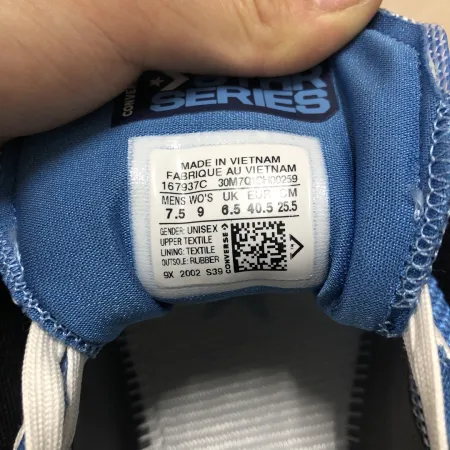 SERIES
CONVERSE
MADE IN VIETNAM
FABRIQUE AU VIETNAM
167937C
MENS WO'S UK EUR CM
7.5 9 6.5 40.5 25.5
GENDER: UNISEX
UPPER:TEXTILE
LINING: TEXTILE
OUTSOLE: RUBBER
CONVERSE
9X 2002 S39